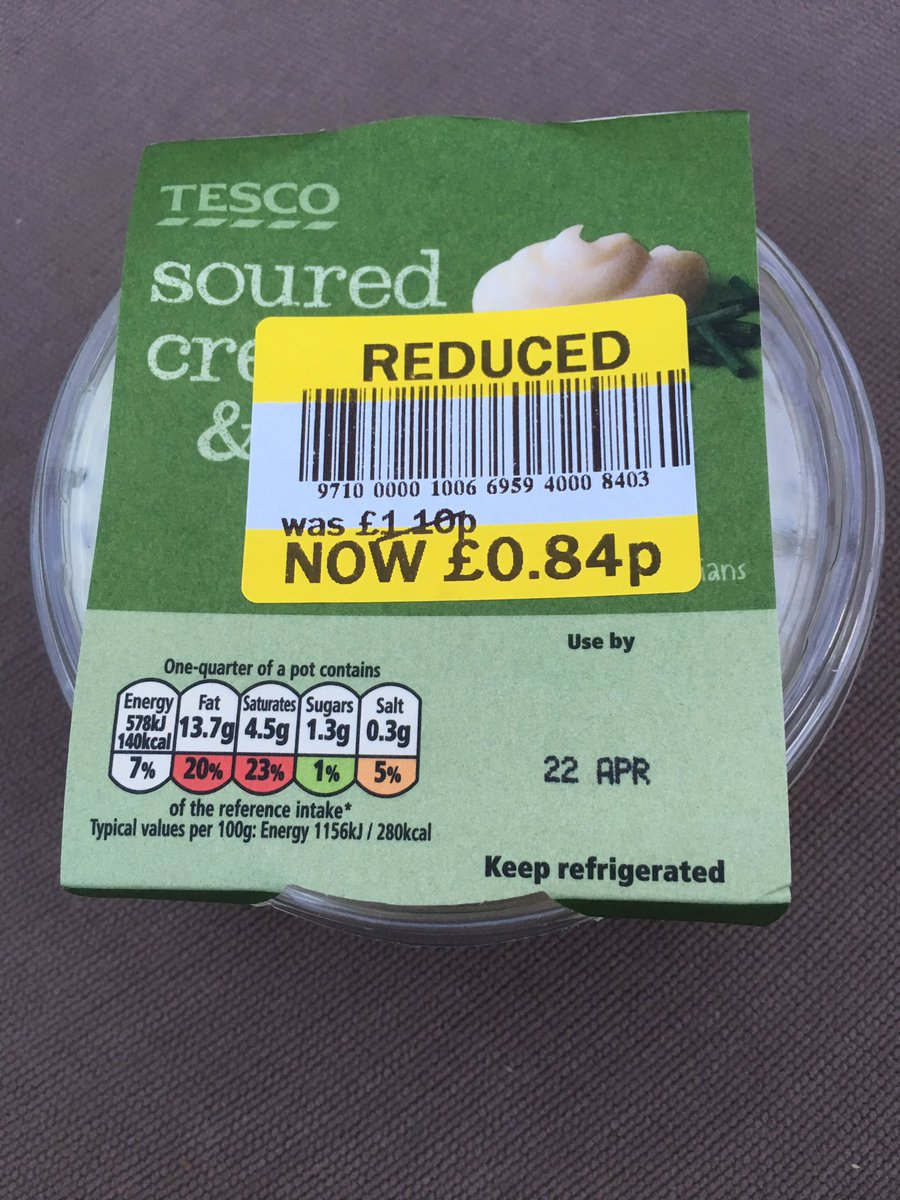 TESCO
soured
cre
&
REDUCED
9710 0000 1006 6959 4000 8403
was £1.10p
NOW £0.84p
ians
Use by
One-quarter of a pot contains
Energy Fat Saturates Sugars Salt
578kJ
140kcal 13.7g 4.5g 1.3g 0.3g
7% 20% 23% 1% 5%
of the reference intake*
Typical values per 100g: Energy 1156kJ / 280kcal
22 APR
Keep refrigerated